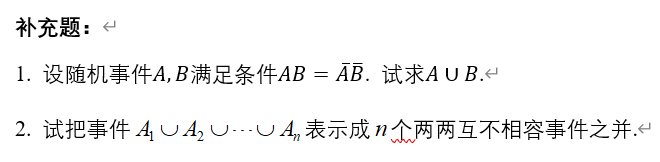 补充题：↵
1. 设随机事件A, B满足条件AB = A̅B̅. 试求A ∪ B.↵
2. 试把事件 A₁ ∪ A₂ ∪ ⋯ ∪ Aₙ 表示成 n 个两两互不相容事件之并.↵